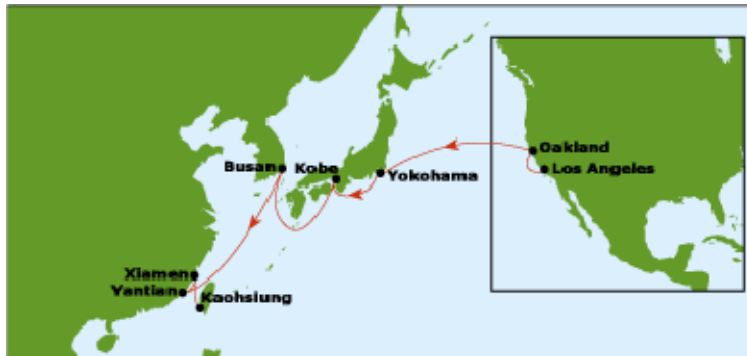 Oakland
Los Angeles
Busan
Kobe
Yokohama
Xiamen
Yantian
Kaohsiung